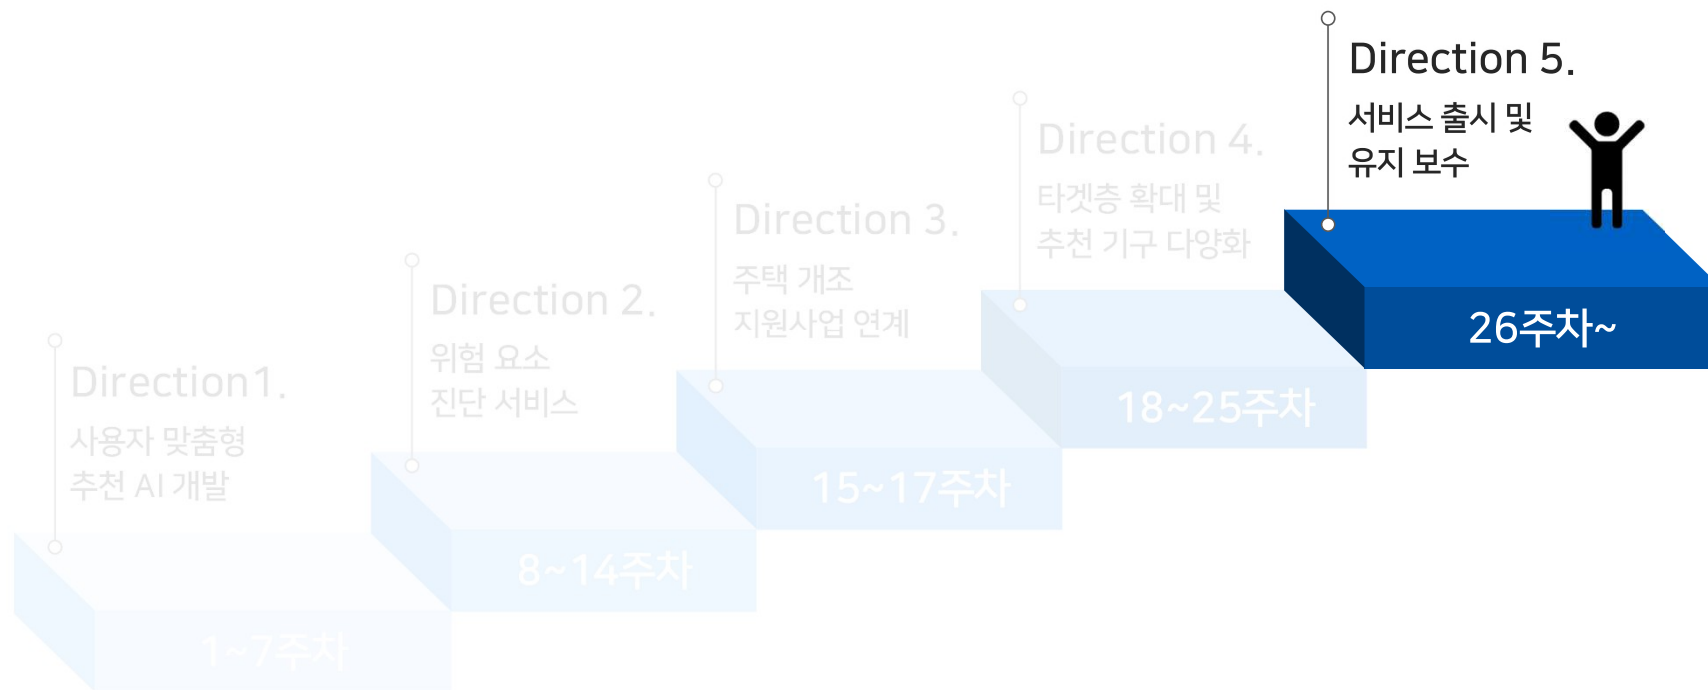 Direction1.
사용자 맞춤형
추천 AI 개발
1~7주차
Direction 2.
위험 요소
진단 서비스
8~14주차
Direction 3.
주택 개조
지원사업 연계
15~17주차
Direction 4.
타겟층 확대 및
추천 기구 다양화
18~25주차
Direction 5.
서비스 출시 및
유지 보수
26주차~